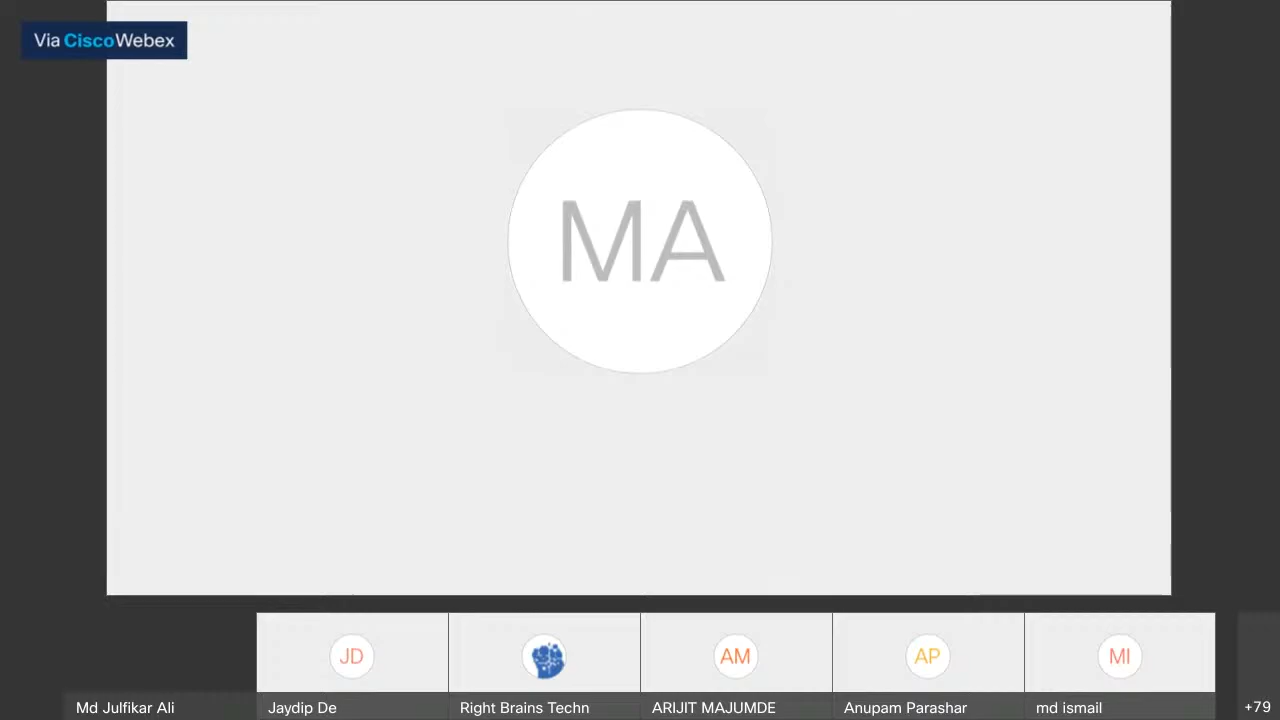 Via CiscoWebex
MA
JD
AM
AP
MI
Md Julfikar Ali
Jaydip De
Right Brains Techn
ARIJIT MAJUMDE
Anupam Parashar
md ismail
+79